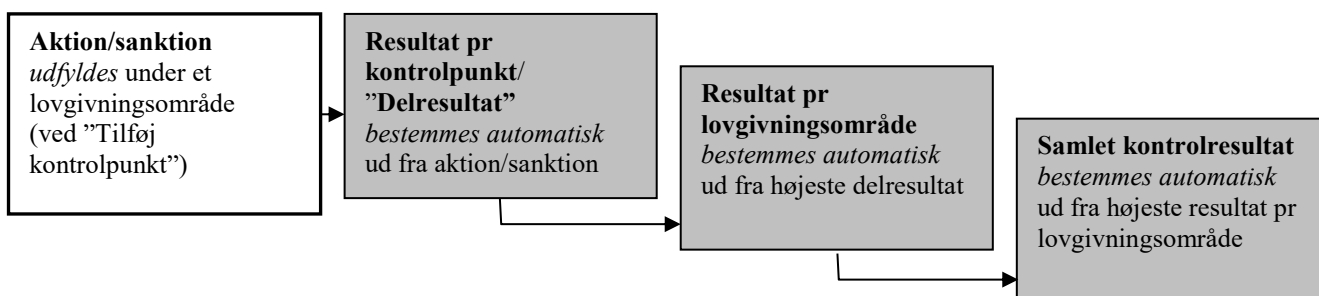 Aktion/sanktion
udfyldes under et
lovgivningsområde
(ved ”Tilføj
kontrolpunkt”)
Resultat pr
kontrolpunkt/
”Delresultat”
bestemmes automatisk
ud fra aktion/sanktion
Resultat pr
lovgivningsområde
bestemmes automatisk
ud fra højeste delresultat
Samlet kontrolresultat
bestemmes automatisk
ud fra højeste resultat pr
lovgivningsområde